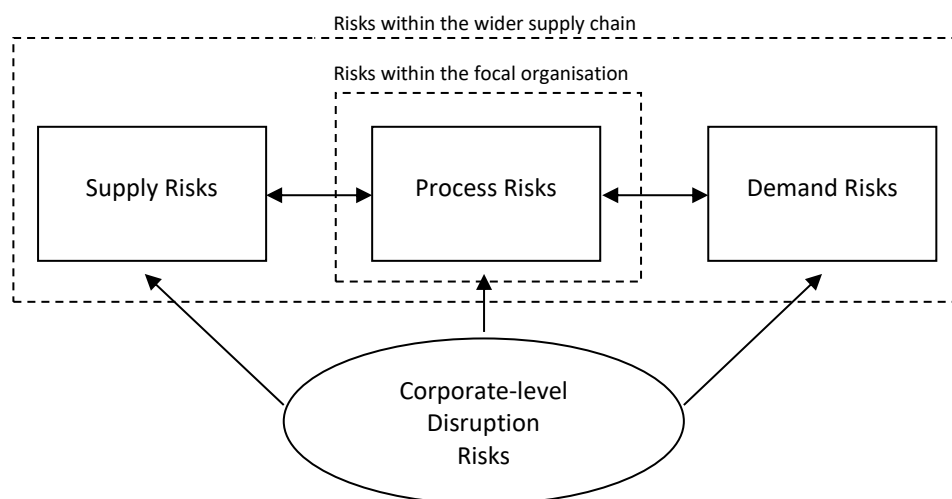 Risks within the wider supply chain
Risks within the focal organisation
Supply Risks
Process Risks
Demand Risks
Corporate-level
Disruption
Risks